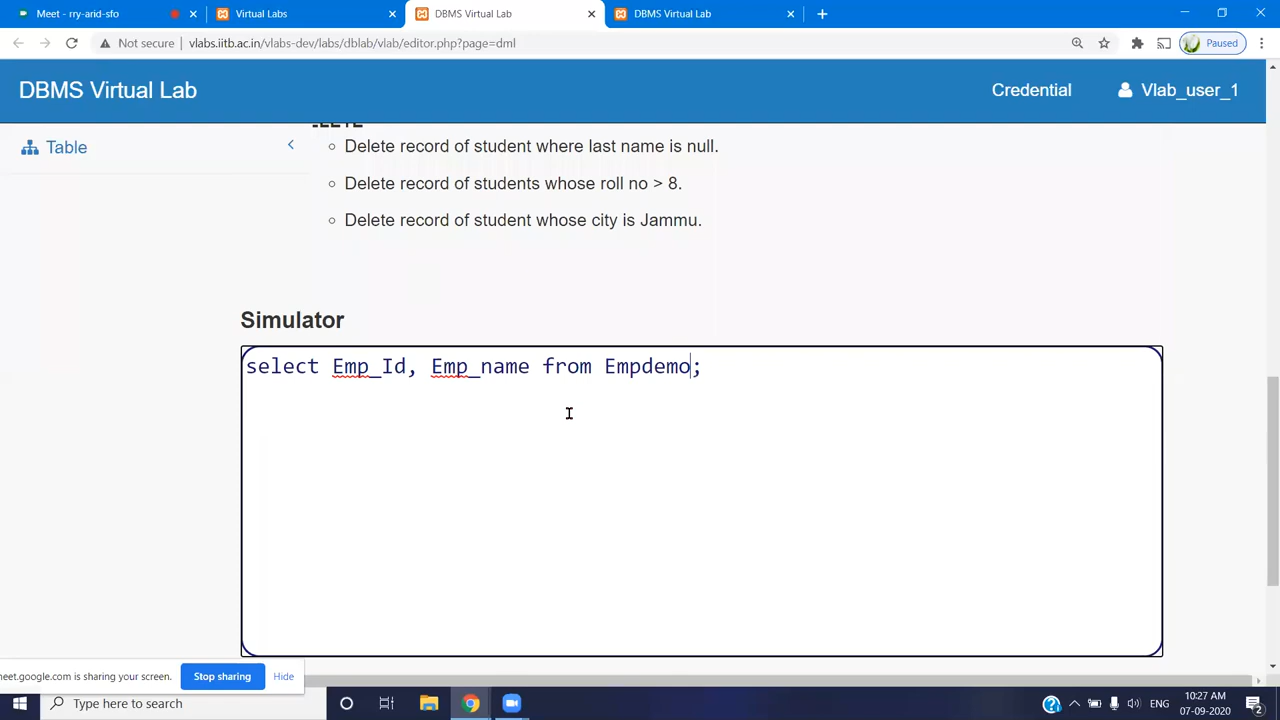 Meet - rry-arid-sfo
Virtual Labs
DBMS Virtual Lab
DBMS Virtual Lab
Not secure
vlabs.iitb.ac.in/vlabs-dev/labs/dblab/vlab/editor.php?page=dml
Paused
DBMS Virtual Lab
Credential
Vlab_user_1
Table
Delete record of student where last name is null.
Delete record of students whose roll no > 8.
Delete record of student whose city is Jammu.
Simulator
select Emp_Id, Emp_name from Empdemo;
meet.google.com is sharing your screen.
Stop sharing
Hide
Type here to search
ENG
10:27 AM
07-09-2020
2